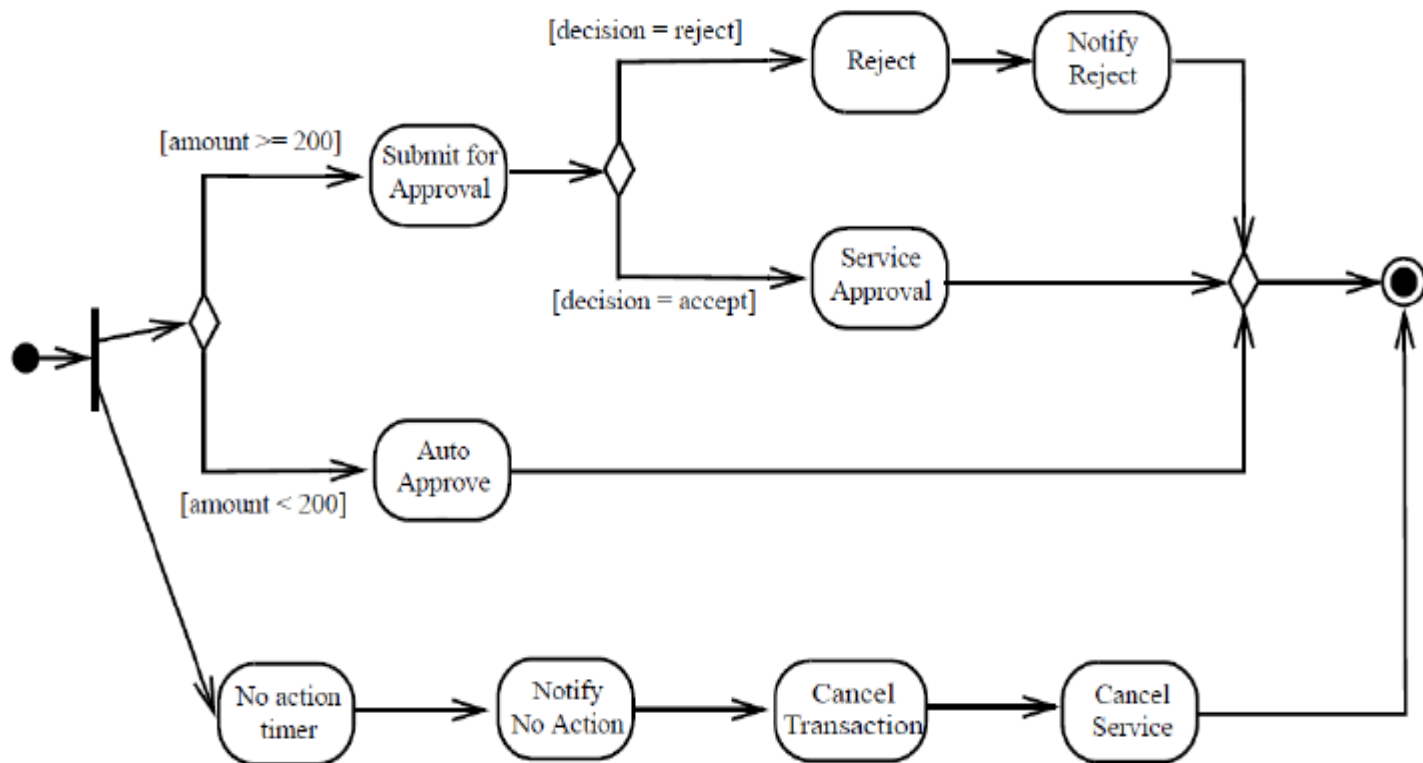 [decision = reject]
Reject
Notify
Reject
[amount >= 200]
Submit for
Approval
Service
Approval
[decision = accept]
Auto
Approve
[amount < 200]
No action
timer
Notify
No Action
Cancel
Transaction
Cancel
Service